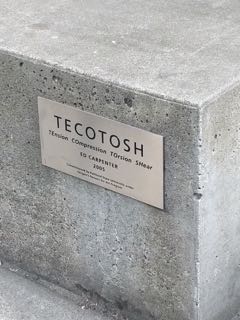 TECOTOSH
TEnsion COmpression TOrsion SHear
ED CARPENTER
2005